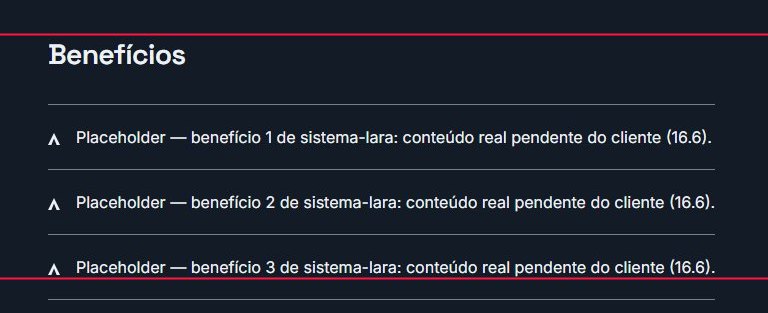 Benefícios
Placeholder — benefício 1 de sistema-lara: conteúdo real pendente do cliente (16.6).
Placeholder — benefício 2 de sistema-lara: conteúdo real pendente do cliente (16.6).
Placeholder — benefício 3 de sistema-lara: conteúdo real pendente do cliente (16.6).